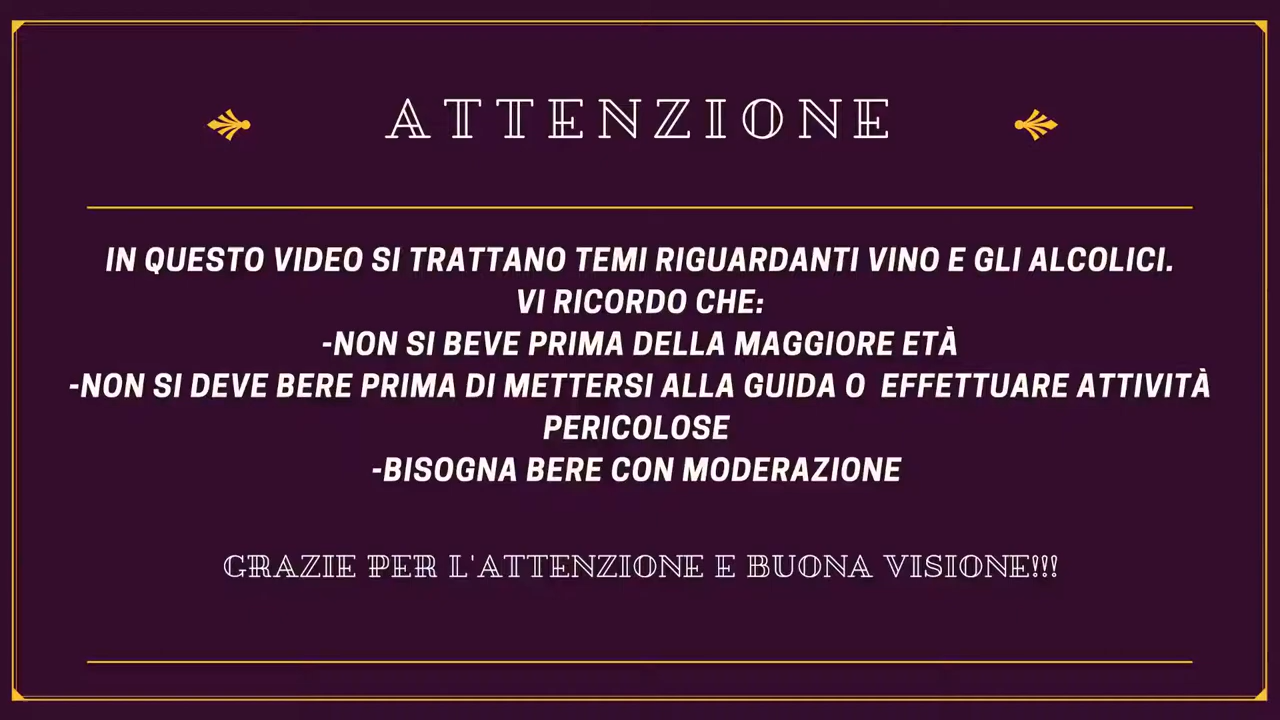 ATTENZIONE
IN QUESTO VIDEO SI TRATTANO TEMI RIGUARDANTI VINO E GLI ALCOLICI.
VI RICORDO CHE:
-NON SI BEVE PRIMA DELLA MAGGIORE ETÀ
-NON SI DEVE BERE PRIMA DI METTERSI ALLA GUIDA O EFFETTUARE ATTIVITÀ
PERICOLOSE
-BISOGNA BERE CON MODERAZIONE
GRAZIE PER L'ATTENZIONE E BUONA VISIONE!!!